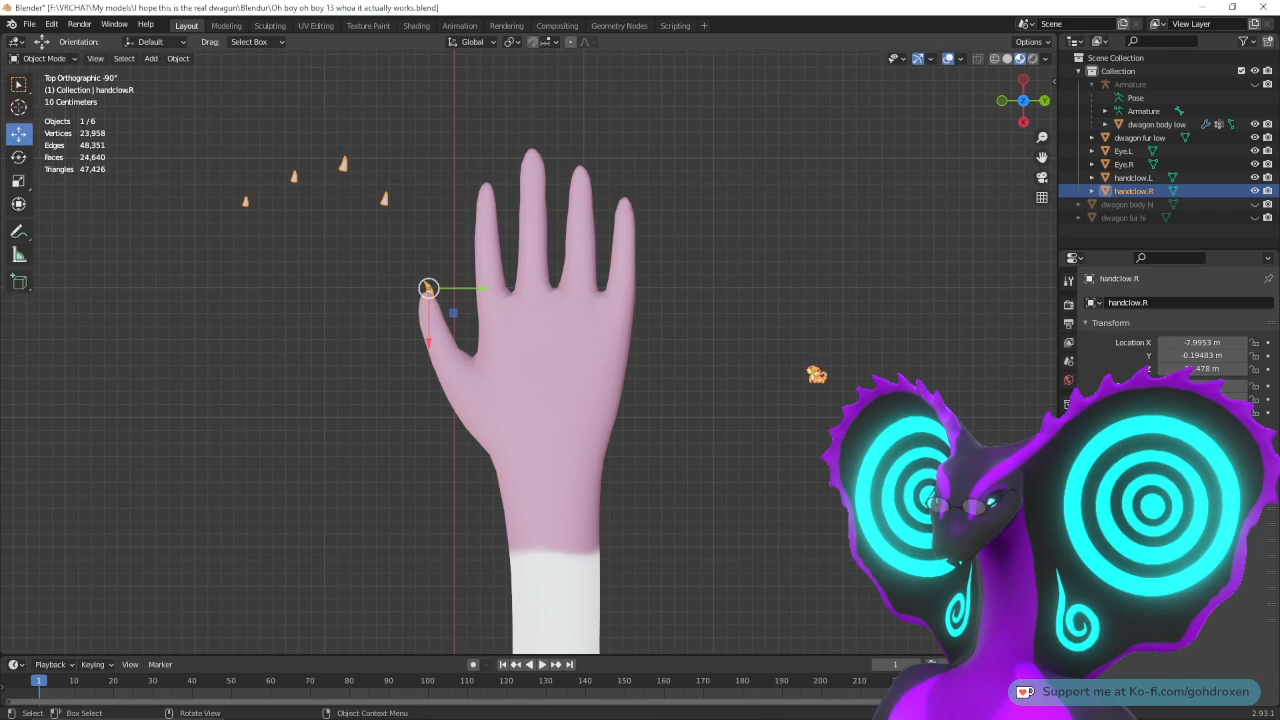 Blender* [F:\VRCHAT\My models\I hope this is the real dwagon\Blendur\Oh boy oh boy 13 whoa it actually works.blend]
File Edit Render Window Help Layout Modeling Sculpting UV Editing Texture Paint Shading Animation Rendering Compositing Geometry Nodes Scripting Scene View Layer
Orientation: Default Drag: Select Box Global Options
Object Mode View Select Add Object
Top Orthographic -90°
(1) Collection | handclow.R
10 Centimeters
Objects 1 / 6
Vertices 23,958
Edges 48,351
Faces 24,640
Triangles 47,426
Scene Collection
Collection
Armature
Pose
Armature
dwagon body low
dwagon fur low
Eye.L
Eye.R
handclow.L
handclow.R
dwagon body hi
dwagon fur hi
handclow.R
handclow.R
Transform
Location X -7.9953 m
Y -0.19483 m
Playback Keying View Marker 1
1 10 20 30 40 50 60 70 80 90 100 110 120 130 140 150 160 170 180 190 200 210
Select Box Select Rotate View Object Context Menu 2.93.1
Support me at Ko-fi.com/gohdroxen